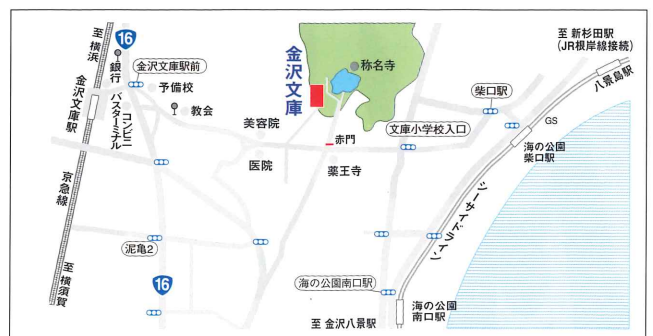 至 横浜
16
銀行
金沢文庫駅前
予備校
教会
コンビニ
バスターミナル
金沢文庫駅
京急線
至 横須賀
泥亀2
16
美容院
医院
金沢文庫
称名寺
赤門
薬王寺
文庫小学校入口
柴口駅
至 新杉田駅
(JR根岸線接続)
八景島駅
GS
海の公園
柴口駅
シーサイドライン
海の公園南口駅
海の公園
南口駅
至 金沢八景駅